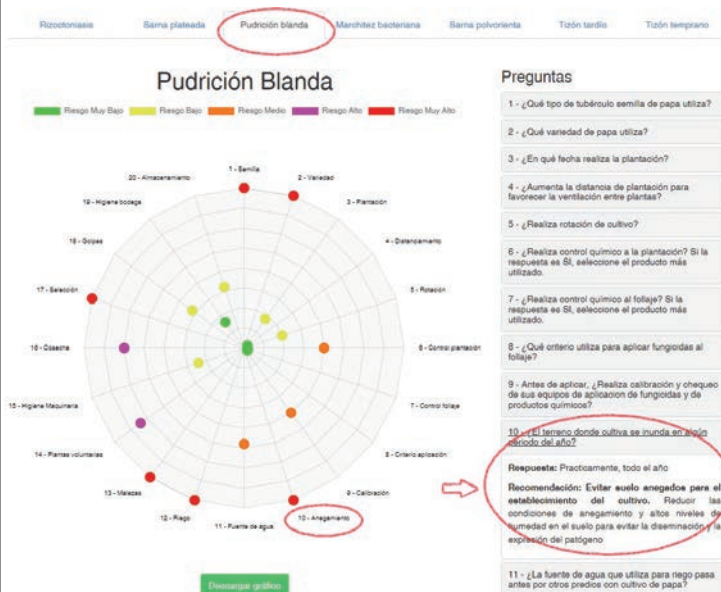 Rizoctoniasis
Sarna plateada
Pudrición blanda
Marchitez bacteriana
Sarna polvorienta
Tizón tardío
Tizón temprano
Pudrición Blanda
Riesgo Muy Bajo
Riesgo Bajo
Riesgo Medio
Riesgo Alto
Riesgo Muy Alto
1 - Semilla
2 - Variedad
3 - Plantación
4 - Distanciamiento
5 - Rotación
6 - Control plantación
7 - Control follaje
8 - Criterio aplicación
9 - Calibración
10 - Anegamiento
11 - Fuente de agua
12 - Riego
13 - Malezas
14 - Plantas voluntarias
15 - Higiene Maquinaria
16 - Cosecha
17 - Selección
18 - Golpes
19 - Higiene bodega
20 - Almacenamiento
Descargar gráfico
Preguntas
1 - ¿Qué tipo de tubérculo semilla de papa utiliza?
2 - ¿Qué variedad de papa utiliza?
3 - ¿En qué fecha realiza la plantación?
4 - ¿Aumenta la distancia de plantación para
favorecer la ventilación entre plantas?
5 - ¿Realiza rotación de cultivo?
6 - ¿Realiza control químico a la plantación? Si la
respuesta es SI, seleccione el producto más
utilizado.
7 - ¿Realiza control químico al follaje? Si la
respuesta es SI, seleccione el producto más
utilizado.
8 - ¿Qué criterio utiliza para aplicar fungicidas al
follaje?
9 - Antes de aplicar, ¿Realiza calibración y chequeo
de sus equipos de aplicacion de fungicidas y de
productos químicos?
10 - ¿El terreno donde cultiva se inunda en algún
período del año?
Respuesta: Practicamente, todo el año
Recomendación: Evitar suelo anegados para el
establecimiento del cultivo. Reducir las
condiciones de anegamiento y altos niveles de
humedad en el suelo para evitar la diseminación y la
expresión del patógeno
11 - ¿La fuente de agua que utiliza para riego pasa
antes por otros predios con cultivo de papa?